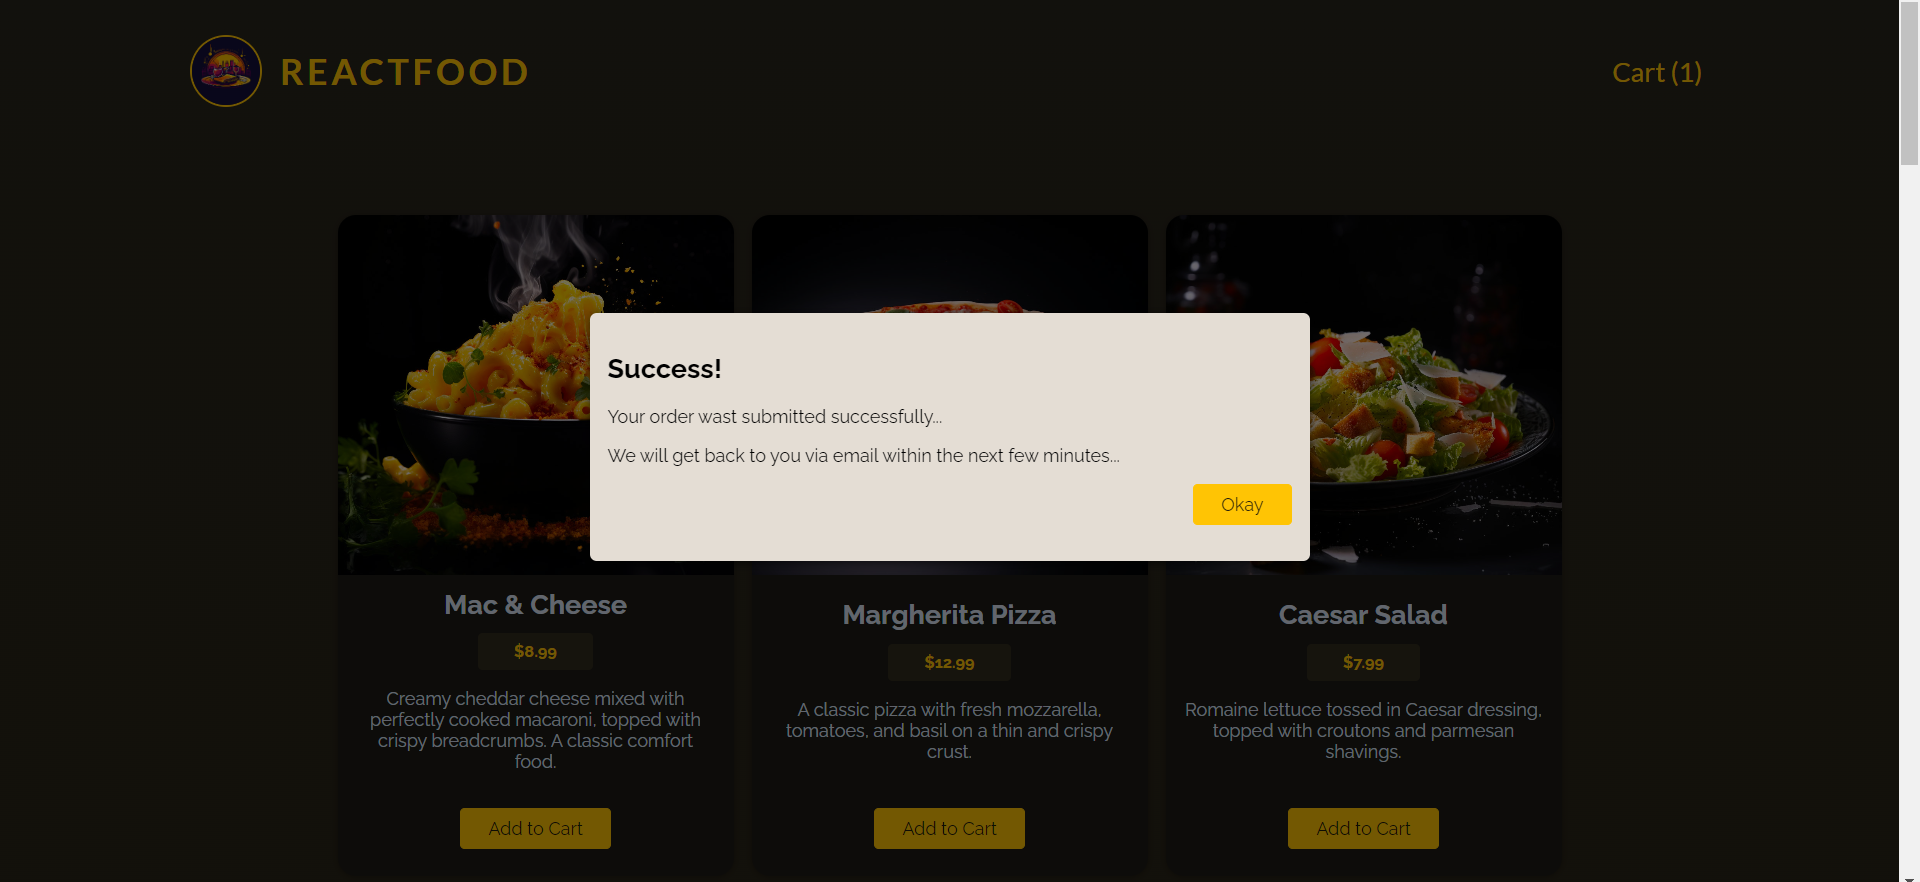 REACTFOOD
Cart (1)
Success!
Your order wast submitted successfully...
We will get back to you via email within the next few minutes...
Okay
Mac & Cheese
$8.99
Creamy cheddar cheese mixed with
perfectly cooked macaroni, topped with
crispy breadcrumbs. A classic comfort
food.
Add to Cart
Margherita Pizza
$12.99
A classic pizza with fresh mozzarella,
tomatoes, and basil on a thin and crispy
crust.
Add to Cart
Caesar Salad
$7.99
Romaine lettuce tossed in Caesar dressing,
topped with croutons and parmesan
shavings.
Add to Cart